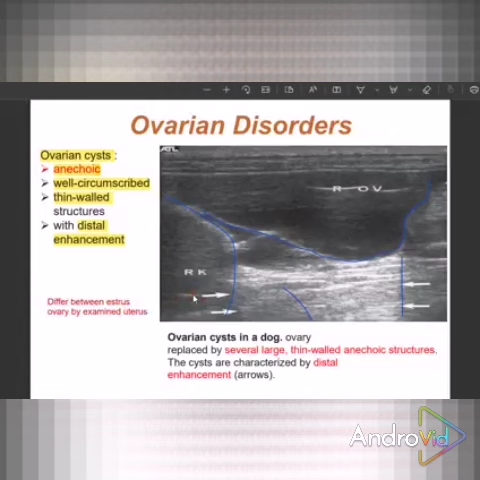 Ovarian Disorders
Ovarian cysts :
anechoic
well-circumscribed
thin-walled
structures
with distal
enhancement
Differ between estrus
ovary by examined uterus
ATL
R OV
R K
Ovarian cysts in a dog. ovary
replaced by several large, thin-walled anechoic structures.
The cysts are characterized by distal
enhancement (arrows).
AndroVid